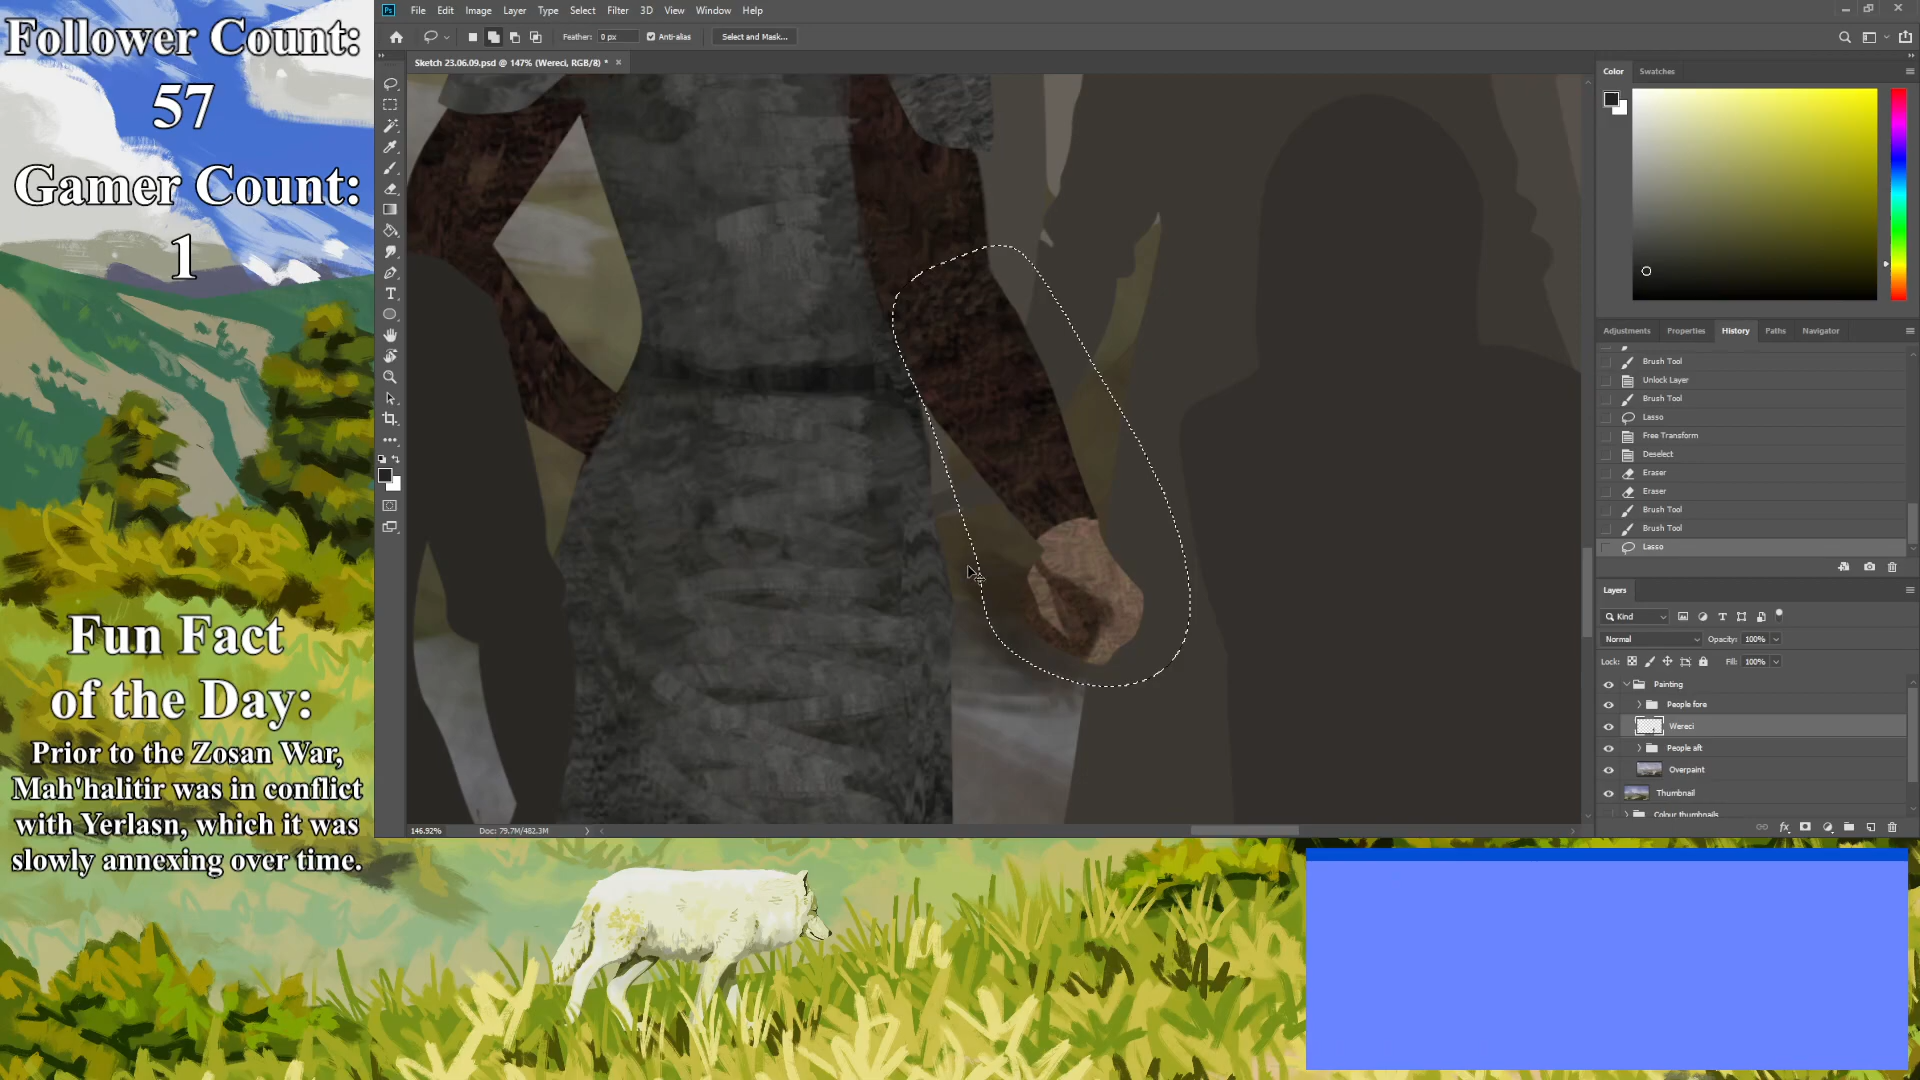 Follower Count:
57
Gamer Count:
1
Fun Fact
of the Day:
Prior to the Zosan War,
Mah'halitir was in conflict
with Yerlasn, which it was
slowly annexing over time.
File Edit Image Layer Type Select Filter 3D View Window Help
Feather: 0 px Anti-alias Select and Mask...
Sketch 23.06.09.psd @ 147% (Wereci, RGB/8) *
146.92% Doc: 79.7M/482.3M
Color Swatches
Adjustments Properties History Paths Navigator
Brush Tool
Unlock Layer
Brush Tool
Lasso
Free Transform
Deselect
Eraser
Eraser
Brush Tool
Brush Tool
Lasso
Layers
Kind
Normal Opacity: 100%
Lock: Fill: 100%
Painting
People fore
Wereci
People aft
Overpaint
Thumbnail
Colour thumbnails